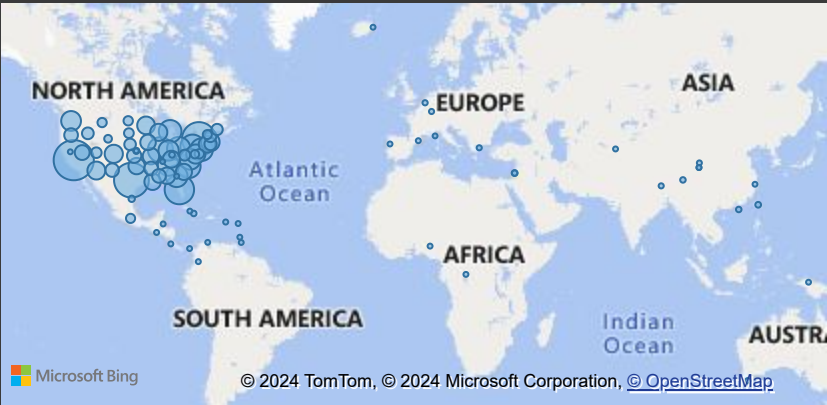 NORTH AMERICA
EUROPE
ASIA
Atlantic
Ocean
AFRICA
SOUTH AMERICA
Indian
Ocean
AUSTRA
Microsoft Bing
© 2024 TomTom, © 2024 Microsoft Corporation, © OpenStreetMap